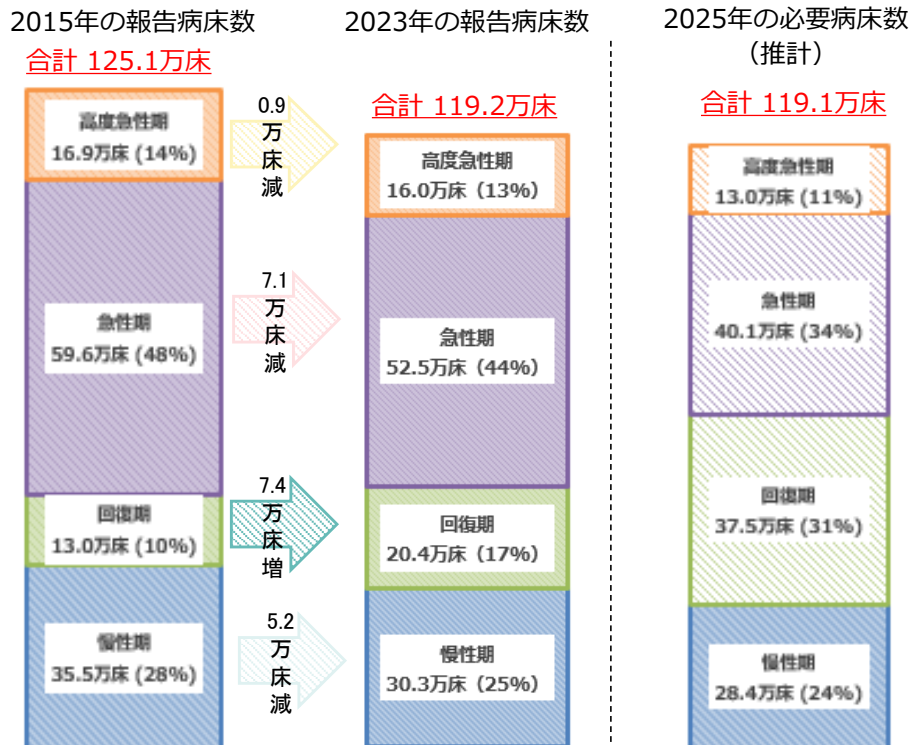 2015年の報告病床数
合計 125.1万床
高度急性期
16.9万床 (14%)
急性期
59.6万床 (48%)
回復期
13.0万床 (10%)
慢性期
35.5万床 (28%)
0.9
万
床
減
7.1
万
床
減
7.4
万
床
増
5.2
万
床
減
2023年の報告病床数
合計 119.2万床
高度急性期
16.0万床（13%）
急性期
52.5万床（44%）
回復期
20.4万床（17%）
慢性期
30.3万床（25%）
2025年の必要病床数
（推計）
合計 119.1万床
高度急性期
13.0万床 (11%)
急性期
40.1万床 (34%)
回復期
37.5万床 (31%)
慢性期
28.4万床 (24%)